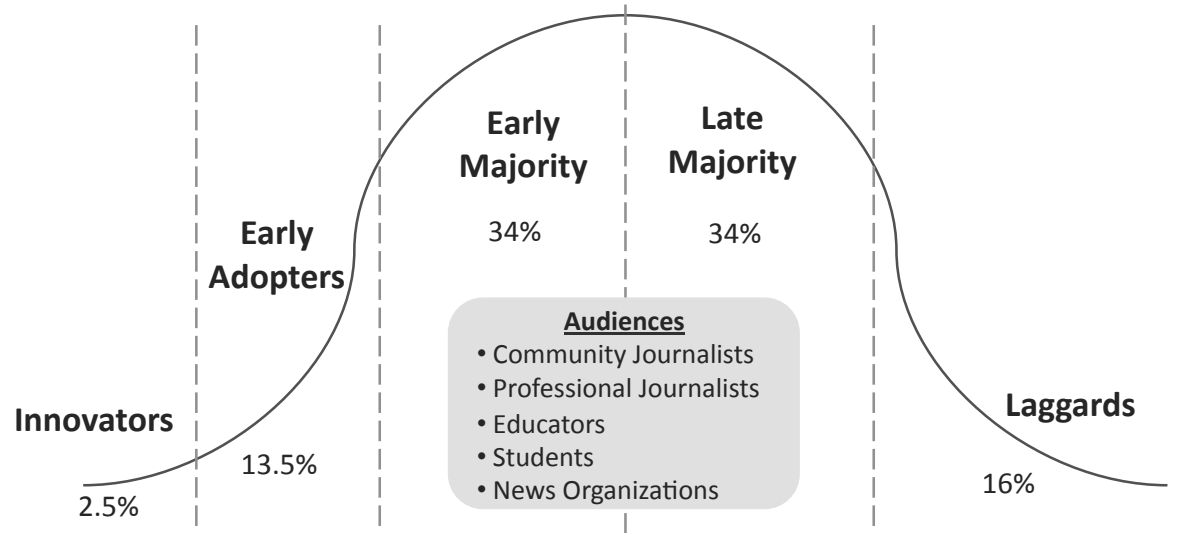 Innovators
2.5%
Early
Adopters
13.5%
Early
Majority
34%
Late
Majority
34%
Audiences
• Community Journalists
• Professional Journalists
• Educators
• Students
• News Organizations
Laggards
16%